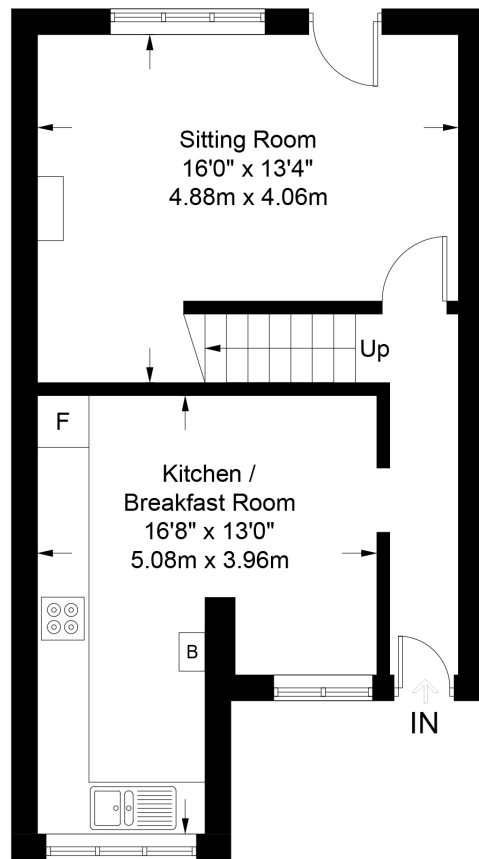 Sitting Room
16'0" x 13'4"
4.88m x 4.06m
Up
F
Kitchen /
Breakfast Room
16'8" x 13'0"
5.08m x 3.96m
B
IN